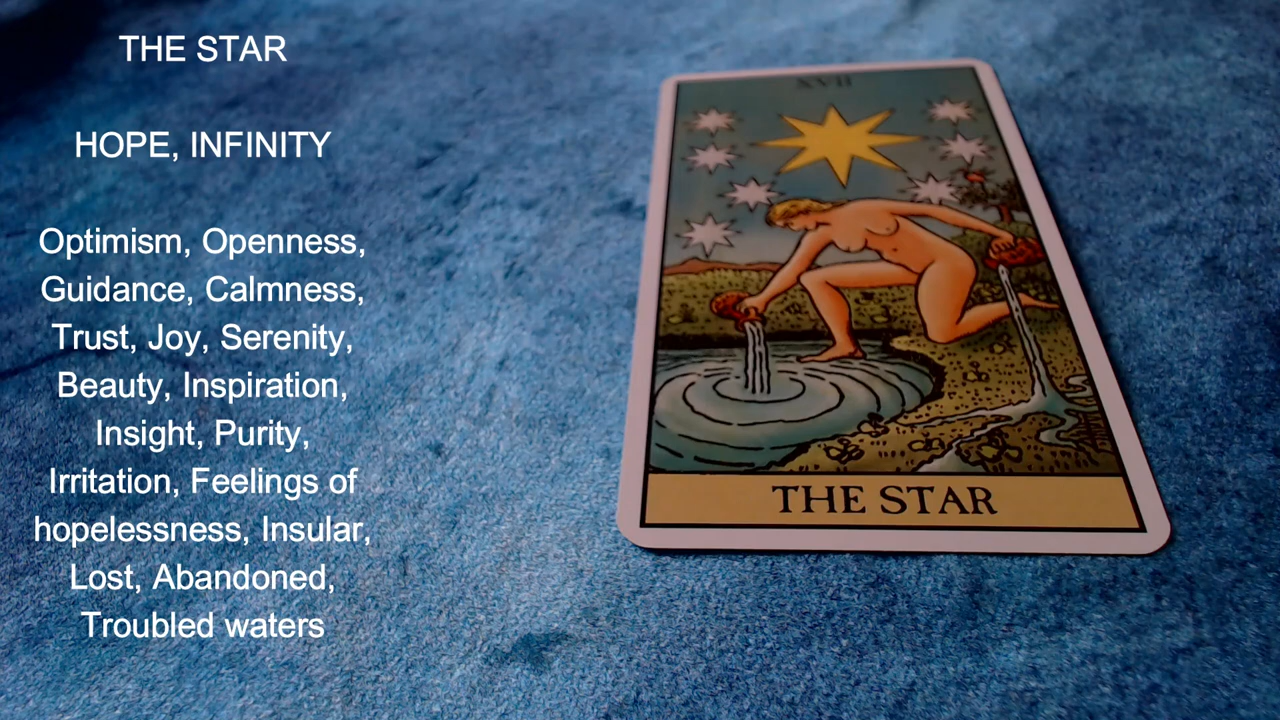 THE STAR
HOPE, INFINITY
Optimism, Openness,
Guidance, Calmness,
Trust, Joy, Serenity,
Beauty, Inspiration,
Insight, Purity,
Irritation, Feelings of
hopelessness, Insular,
Lost, Abandoned,
Troubled waters
XVII
THE STAR